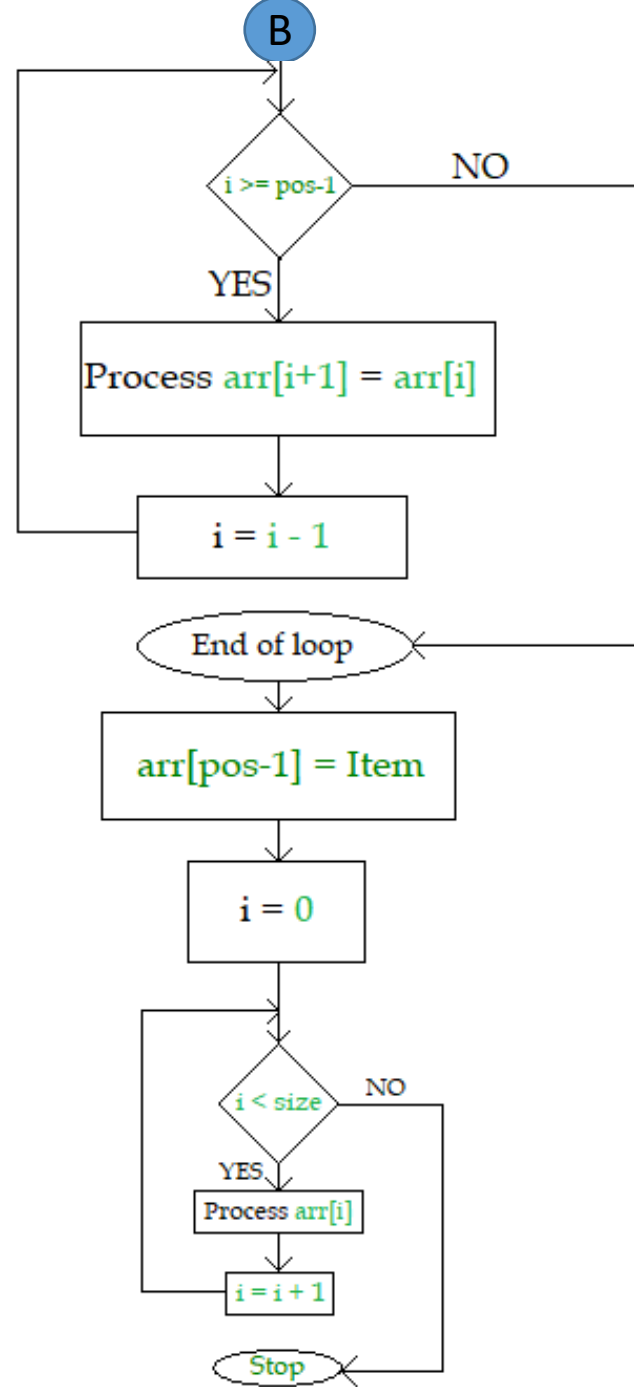 B
i >= pos-1
NO
YES
Process arr[i+1] = arr[i]
i = i - 1
End of loop
arr[pos-1] = Item
i = 0
i < size
NO
YES
Process arr[i]
i = i + 1
Stop